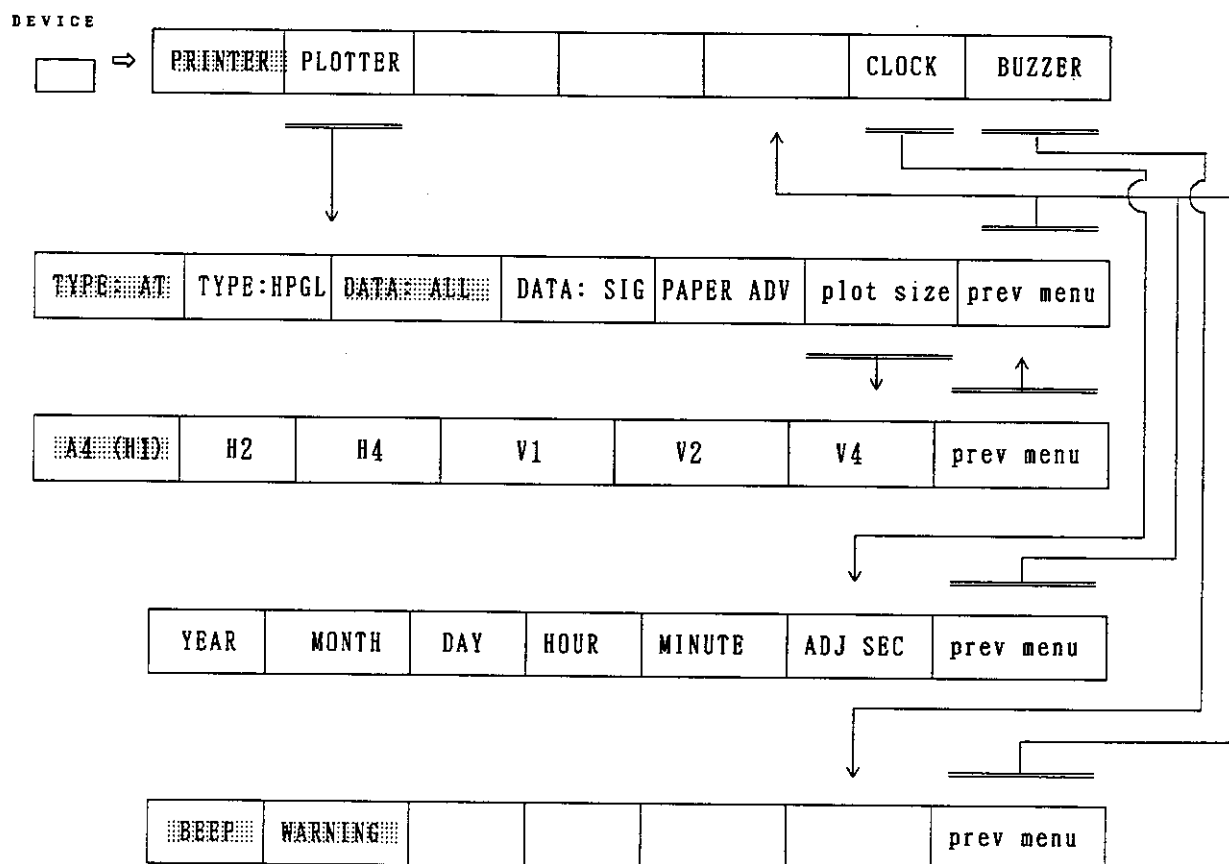 DEVICE
PRINTER PLOTTER CLOCK BUZZER
TYPE: AT TYPE:HPGL DATA: ALL DATA: SIG PAPER ADV plot size prev menu
A4 (H1) H2 H4 V1 V2 V4 prev menu
YEAR MONTH DAY HOUR MINUTE ADJ SEC prev menu
BEEP WARNING prev menu